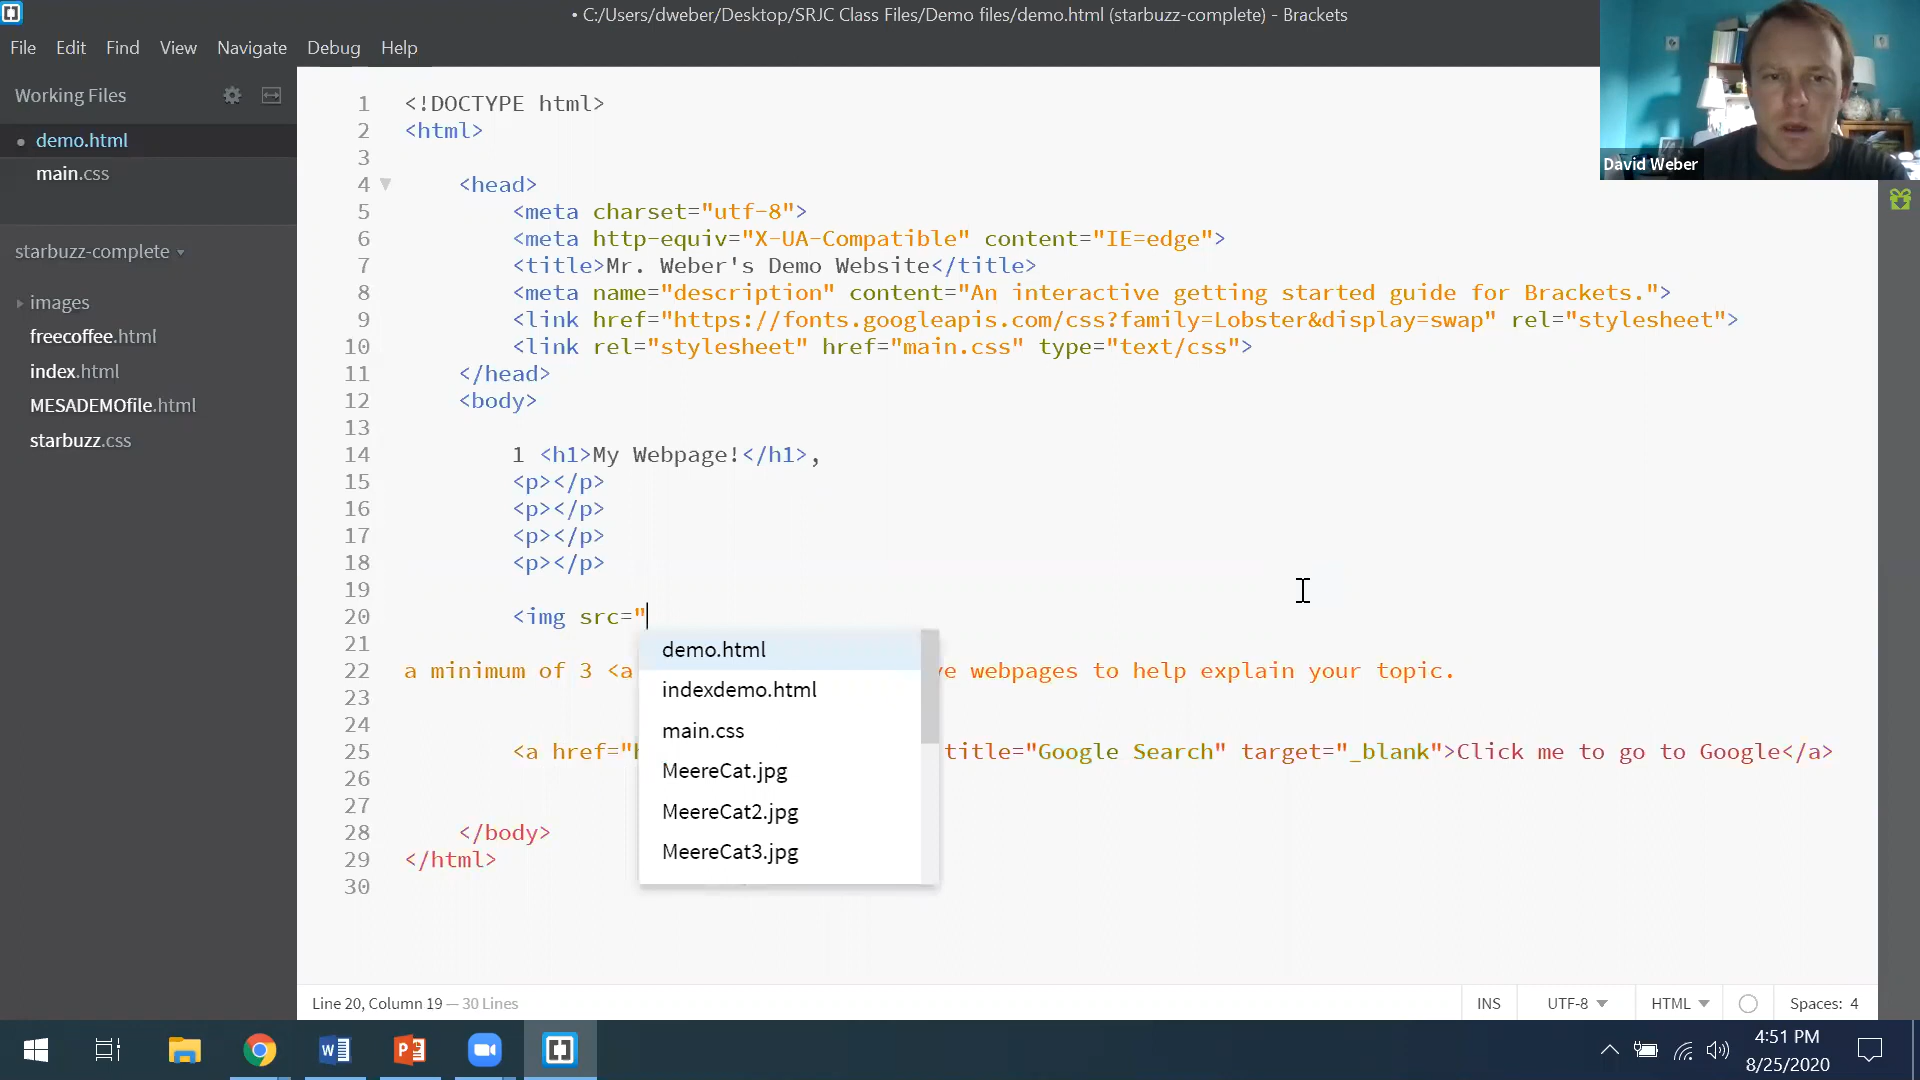 • C:/Users/dweber/Desktop/SRJC Class Files/Demo files/demo.html (starbuzz-complete) - Brackets
File Edit Find View Navigate Debug Help
David Weber
Working Files
demo.html
main.css
starbuzz-complete
images
freecoffee.html
index.html
MESADEMOfile.html
starbuzz.css
1 <!DOCTYPE html>
2 <html>
3
4 <head>
5 <meta charset="utf-8">
6 <meta http-equiv="X-UA-Compatible" content="IE=edge">
7 <title>Mr. Weber's Demo Website</title>
8 <meta name="description" content="An interactive getting started guide for Brackets.">
9 <link href="https://fonts.googleapis.com/css?family=Lobster&display=swap" rel="stylesheet">
10 <link rel="stylesheet" href="main.css" type="text/css">
11 </head>
12 <body>
13
14 1 <h1>My Webpage!</h1>,
15 <p></p>
16 <p></p>
17 <p></p>
18 <p></p>
19
20 <img src="
21
22 a minimum of 3 <a ve webpages to help explain your topic.
23
24
25 <a href="h title="Google Search" target="_blank">Click me to go to Google</a>
26
27
28 </body>
29 </html>
30
demo.html
indexdemo.html
main.css
MeereCat.jpg
MeereCat2.jpg
MeereCat3.jpg
Line 20, Column 19 — 30 Lines
INS UTF-8 HTML Spaces: 4
4:51 PM
8/25/2020